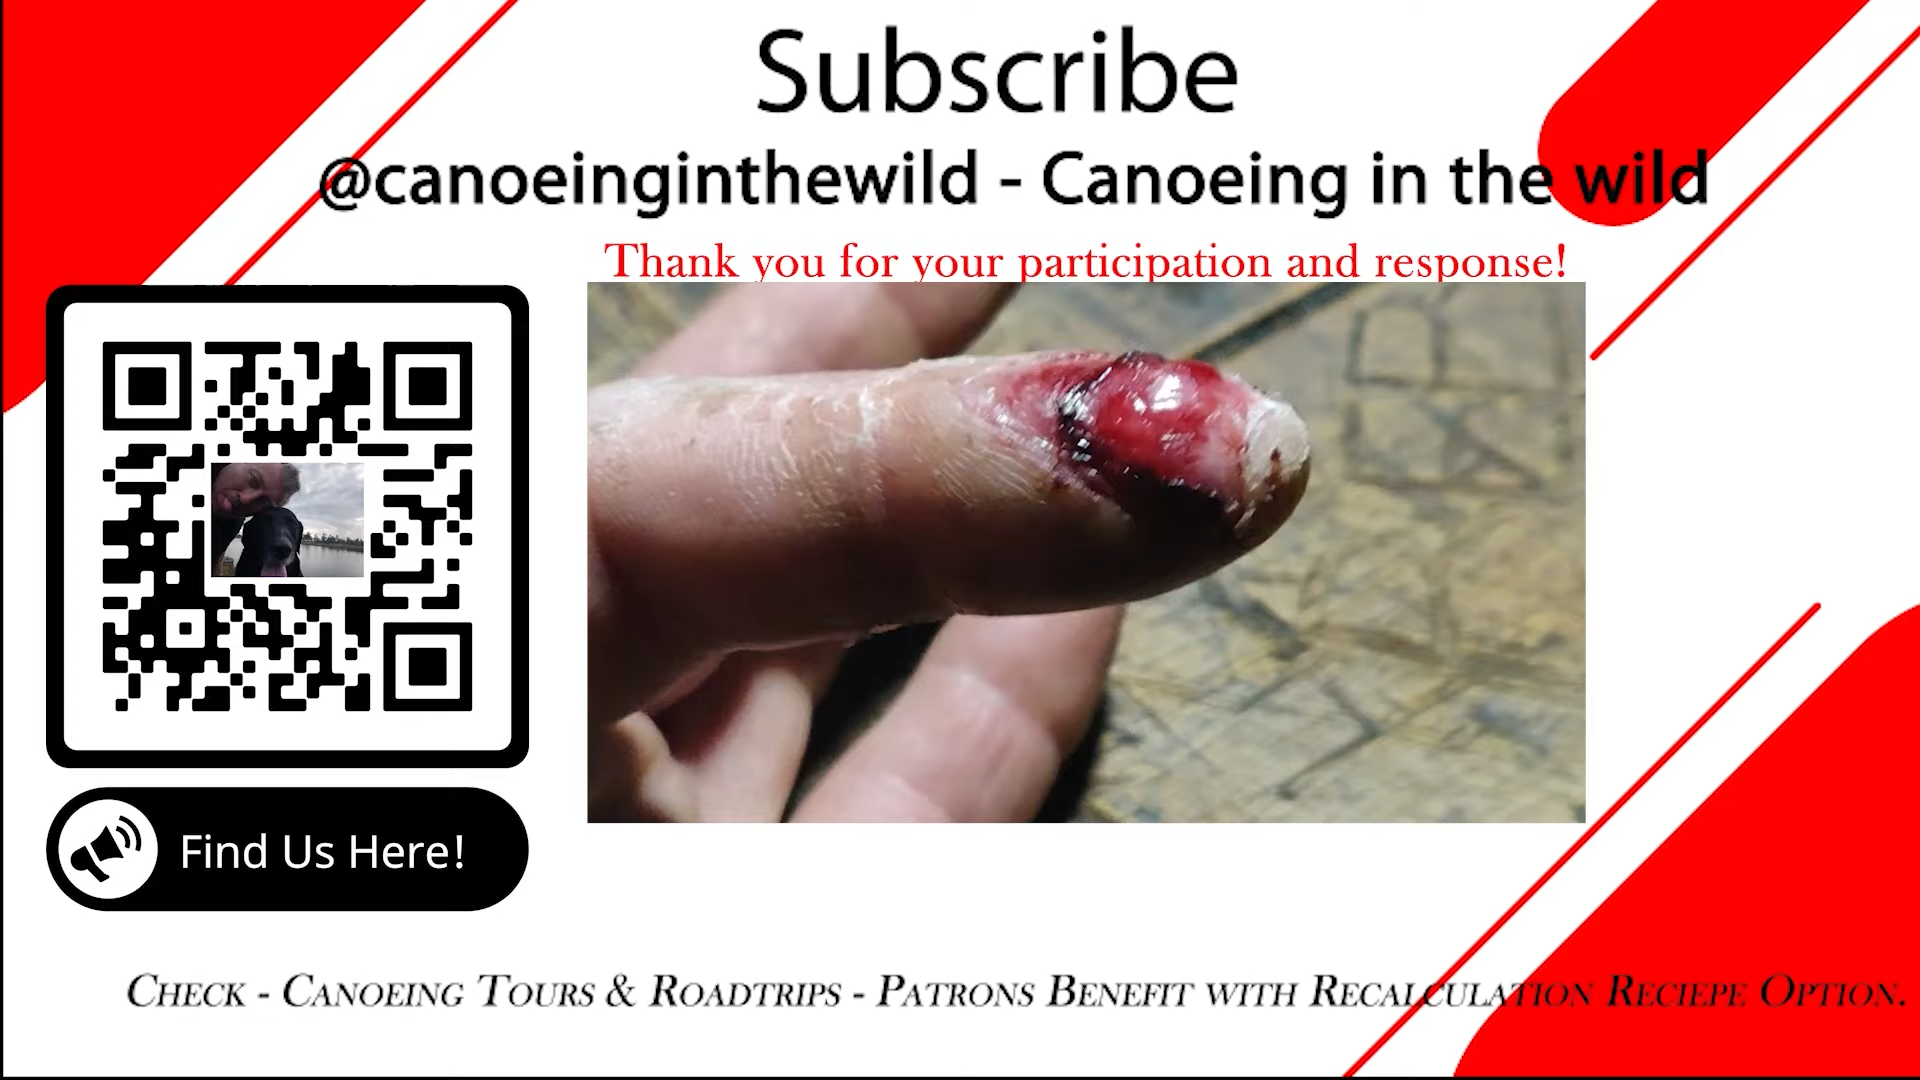 Subscribe
@canoeinginthewild - Canoeing in the wild
Thank you for your participation and response!
Find Us Here!
Check - Canoeing Tours & Roadtrips - Patrons Benefit with Recalculation Reciepe Option.